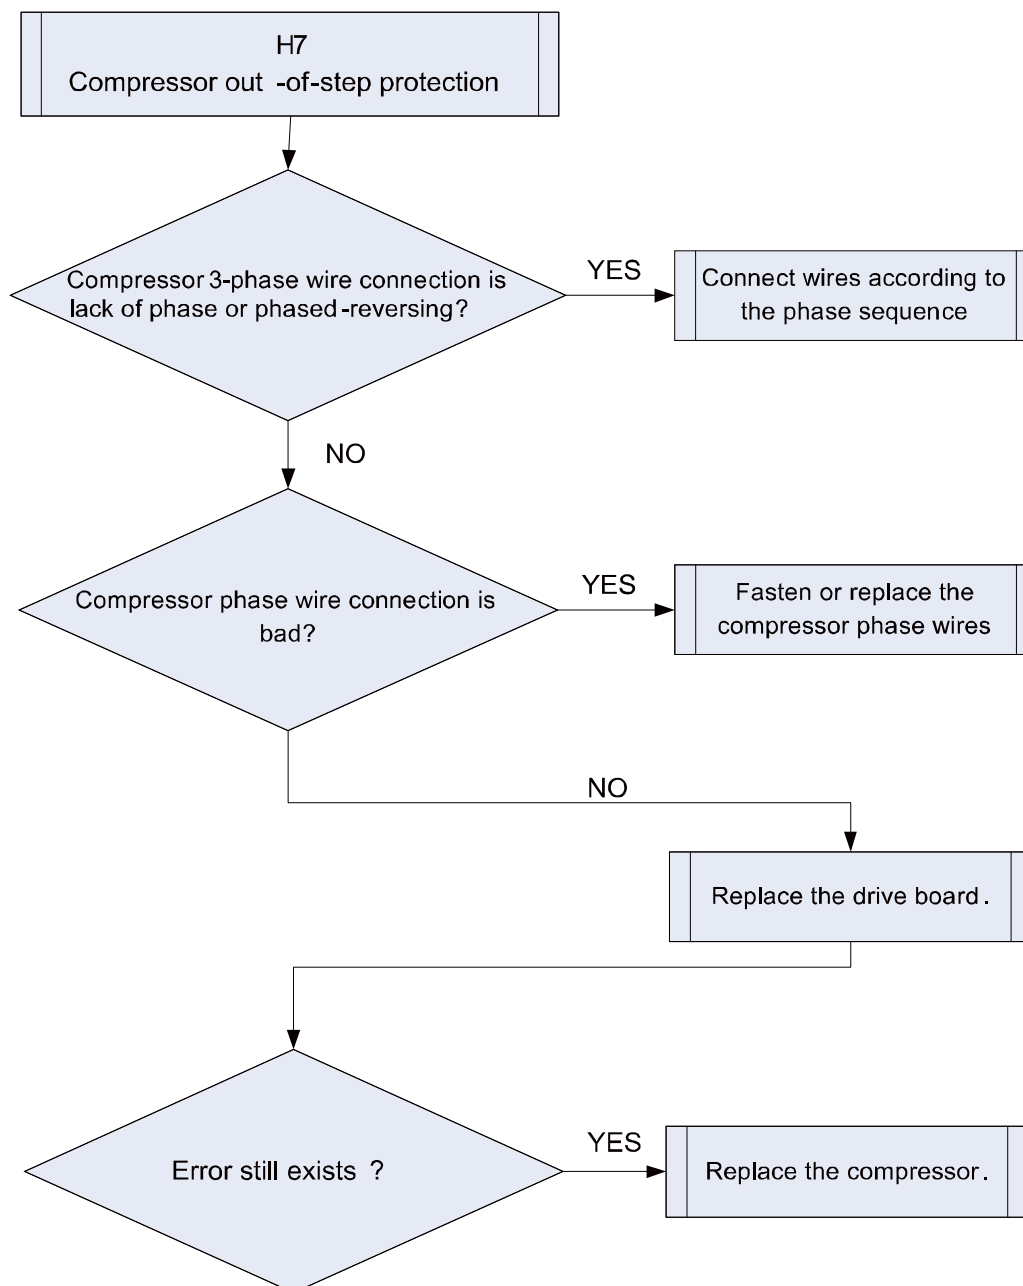 H7
Compressor out -of-step protection
Compressor 3-phase wire connection is
lack of phase or phased-reversing?
YES
Connect wires according to
the phase sequence
NO
Compressor phase wire connection is
bad?
YES
Fasten or replace the
compressor phase wires
NO
Replace the drive board.
Error still exists ?
YES
Replace the compressor.